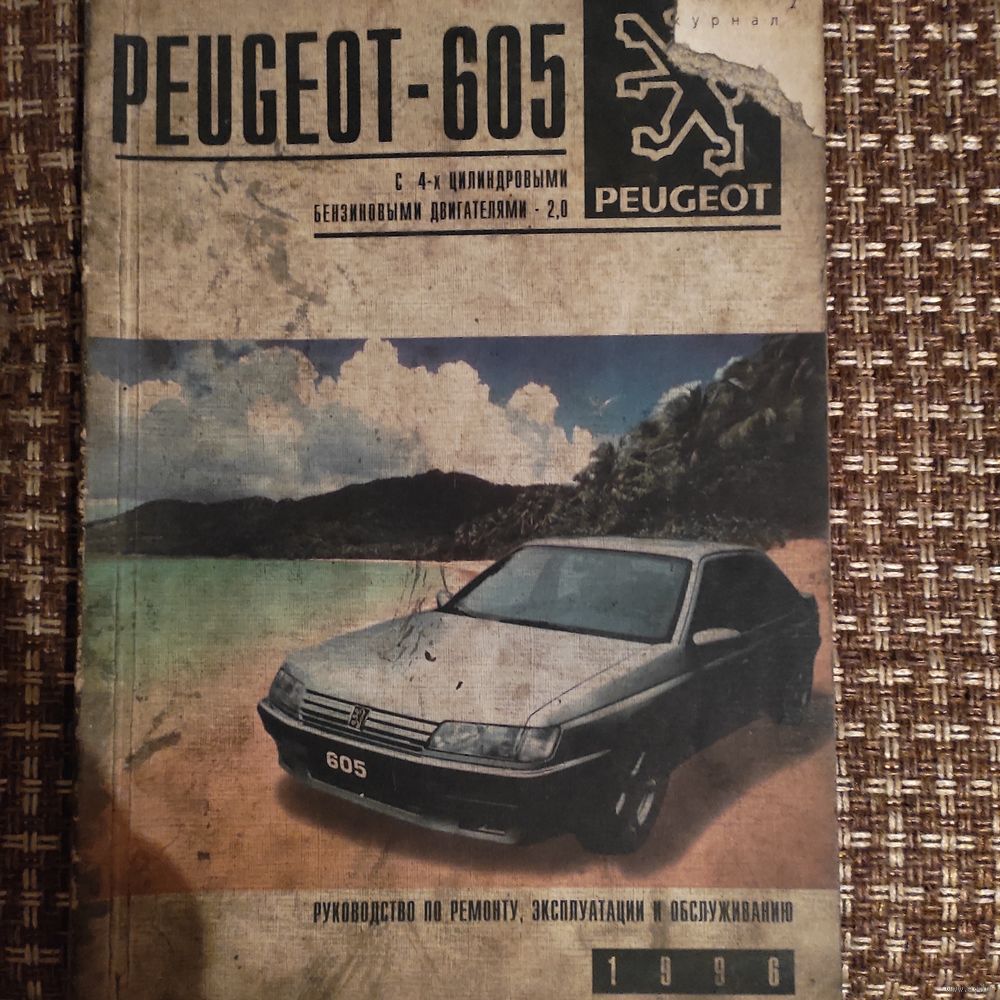 журнал
PEUGEOT-605
С 4-х ЦИЛИНДРОВЫМИ
БЕНЗИНОВЫМИ ДВИГАТЕЛЯМИ - 2,0
PEUGEOT
605
РУКОВОДСТВО ПО РЕМОНТУ, ЭКСПЛУАТАЦИИ И ОБСЛУЖИВАНИЮ
1996